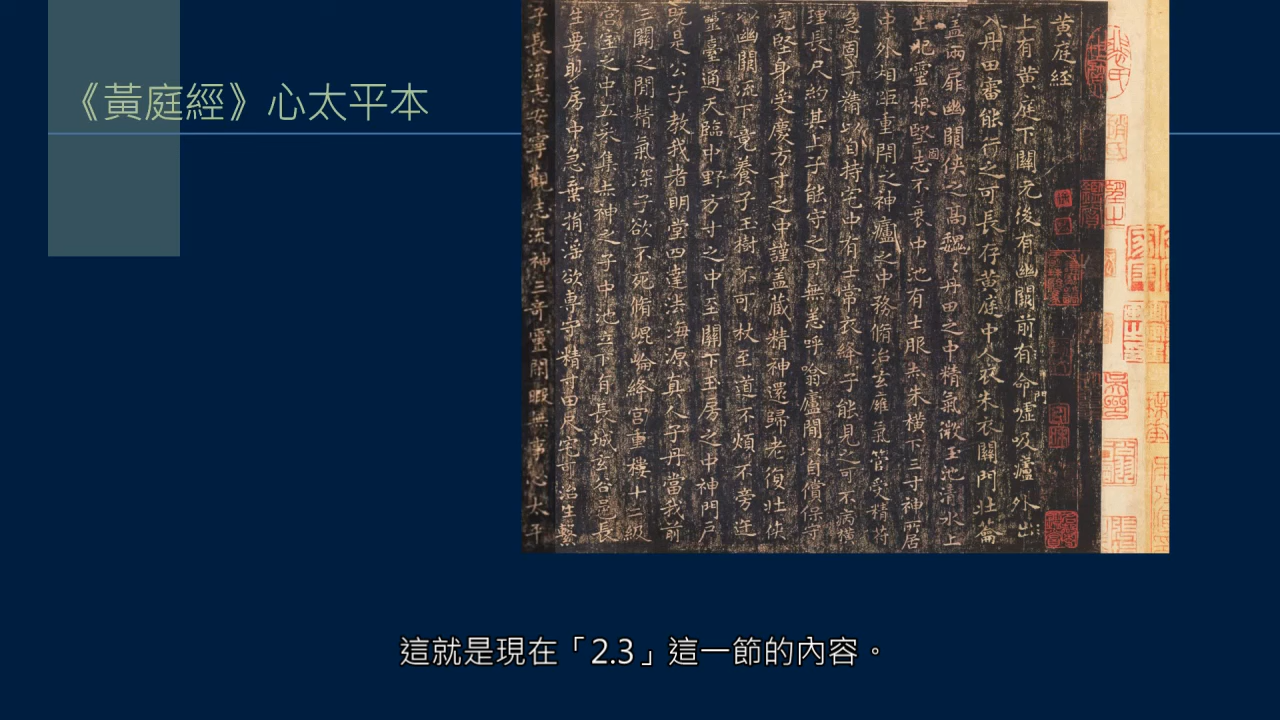 《黃庭經》心太平本
黃庭經
上有黃庭下關元後有幽闕前有命門噓吸廬外出
入丹田審能行之可長存黃庭中人衣朱衣關門壯籥
蓋兩扉幽闕俠之高巍〻丹田之中精氣微玉池清水上
生肥靈根堅志不衰中池有士服赤朱橫下三寸神所居
中外相距重閉之神廬之中務脩治玄廱氣管受精符
急固子精以自持宅中有士常衣絳子能見之可不病橫
理長尺約其上子能守之可無恙呼噏廬間以自償保守
完堅身受慶方寸之中謹蓋藏精神還歸老復壯俠
以幽闕流下竟養子玉樹不可杖至道不煩不旁迕
靈臺通天臨中野方寸之中至關下玉房之中神門戶
既是公子教我者明堂四達法海源真人子丹當我前
三關之間精氣深子欲不死脩崐崘絳宮重樓十二級
宮室之中五采集赤神之子中池立下有長城玄谷邑長
生要眇房中急棄捐淫欲專守精寸田尺宅可治生繫
子長流志安寧觀志流神三奇靈閒暇無事心太平
這就是現在「2.3」這一節的內容。